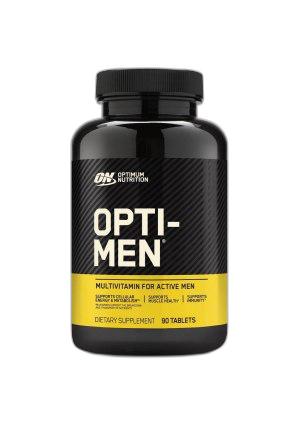 ON OPTIMUM
NUTRITION
OPTI-
MEN®
MULTIVITAMIN FOR ACTIVE MEN
SUPPORTS CELLULAR
ENERGY & METABOLISM
SUPPORTS
MUSCLE HEALTH
SUPPORTS
IMMUNITY
DIETARY SUPPLEMENT 90 TABLETS